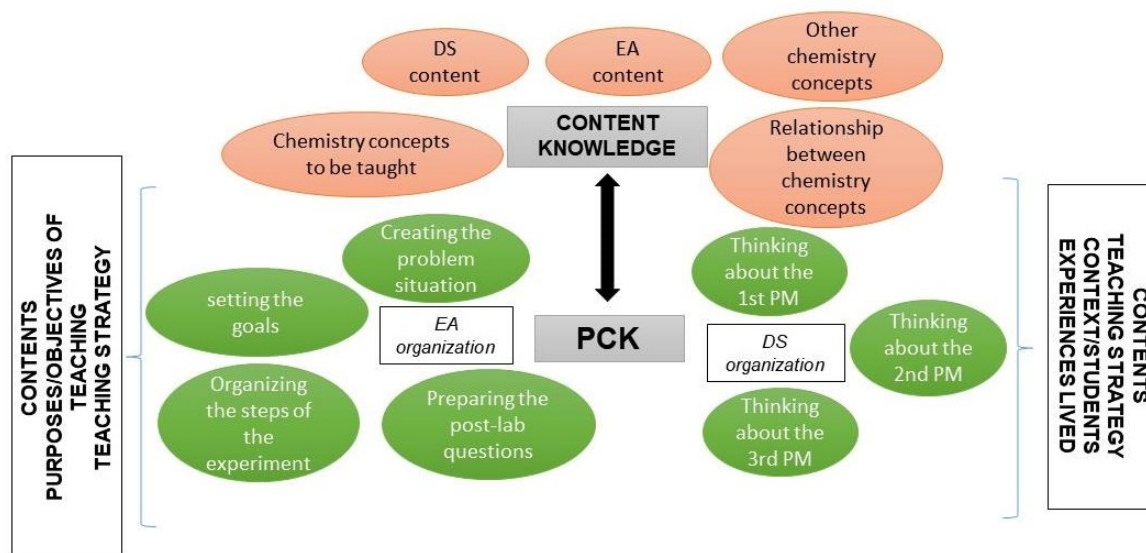 DS
content
EA
content
Other
chemistry
concepts
CONTENT
KNOWLEDGE
Chemistry concepts
to be taught
Relationship
between
chemistry
concepts
CONTENTS
PURPOSES/OBJECTIVES OF
TEACHING
TEACHING STRATEGY
Creating the
problem
situation
setting the
goals
EA
organization
Organizing
the steps of
the
experiment
Preparing the
post-lab
questions
PCK
Thinking
about the
1st PM
DS
organization
Thinking
about the
2nd PM
Thinking
about the
3rd PM
CONTENTS
TEACHING STRATEGY
CONTEXT/STUDENTS
EXPERIENCES LIVED